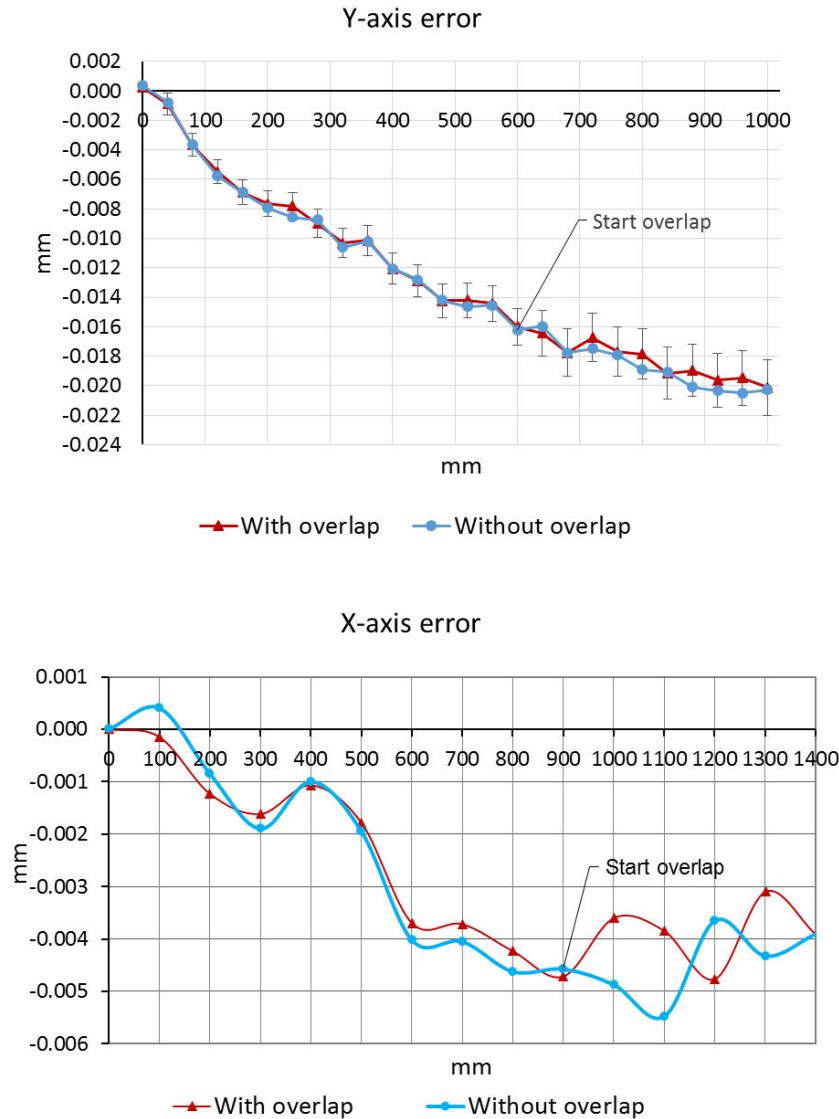 Y-axis error
0.002
0.000
0 100 200 300 400 500 600 700 800 900 1000
-0.002
-0.004
-0.006
-0.008
Start overlap
-0.010
mm
-0.012
-0.014
-0.016
-0.018
-0.020
-0.022
-0.024
mm
With overlap Without overlap
X-axis error
0.001
0.000
0 100 200 300 400 500 600 700 800 900 1000 1100 1200 1300 1400
-0.001
-0.002
mm
-0.003
Start overlap
-0.004
-0.005
-0.006
mm
With overlap Without overlap